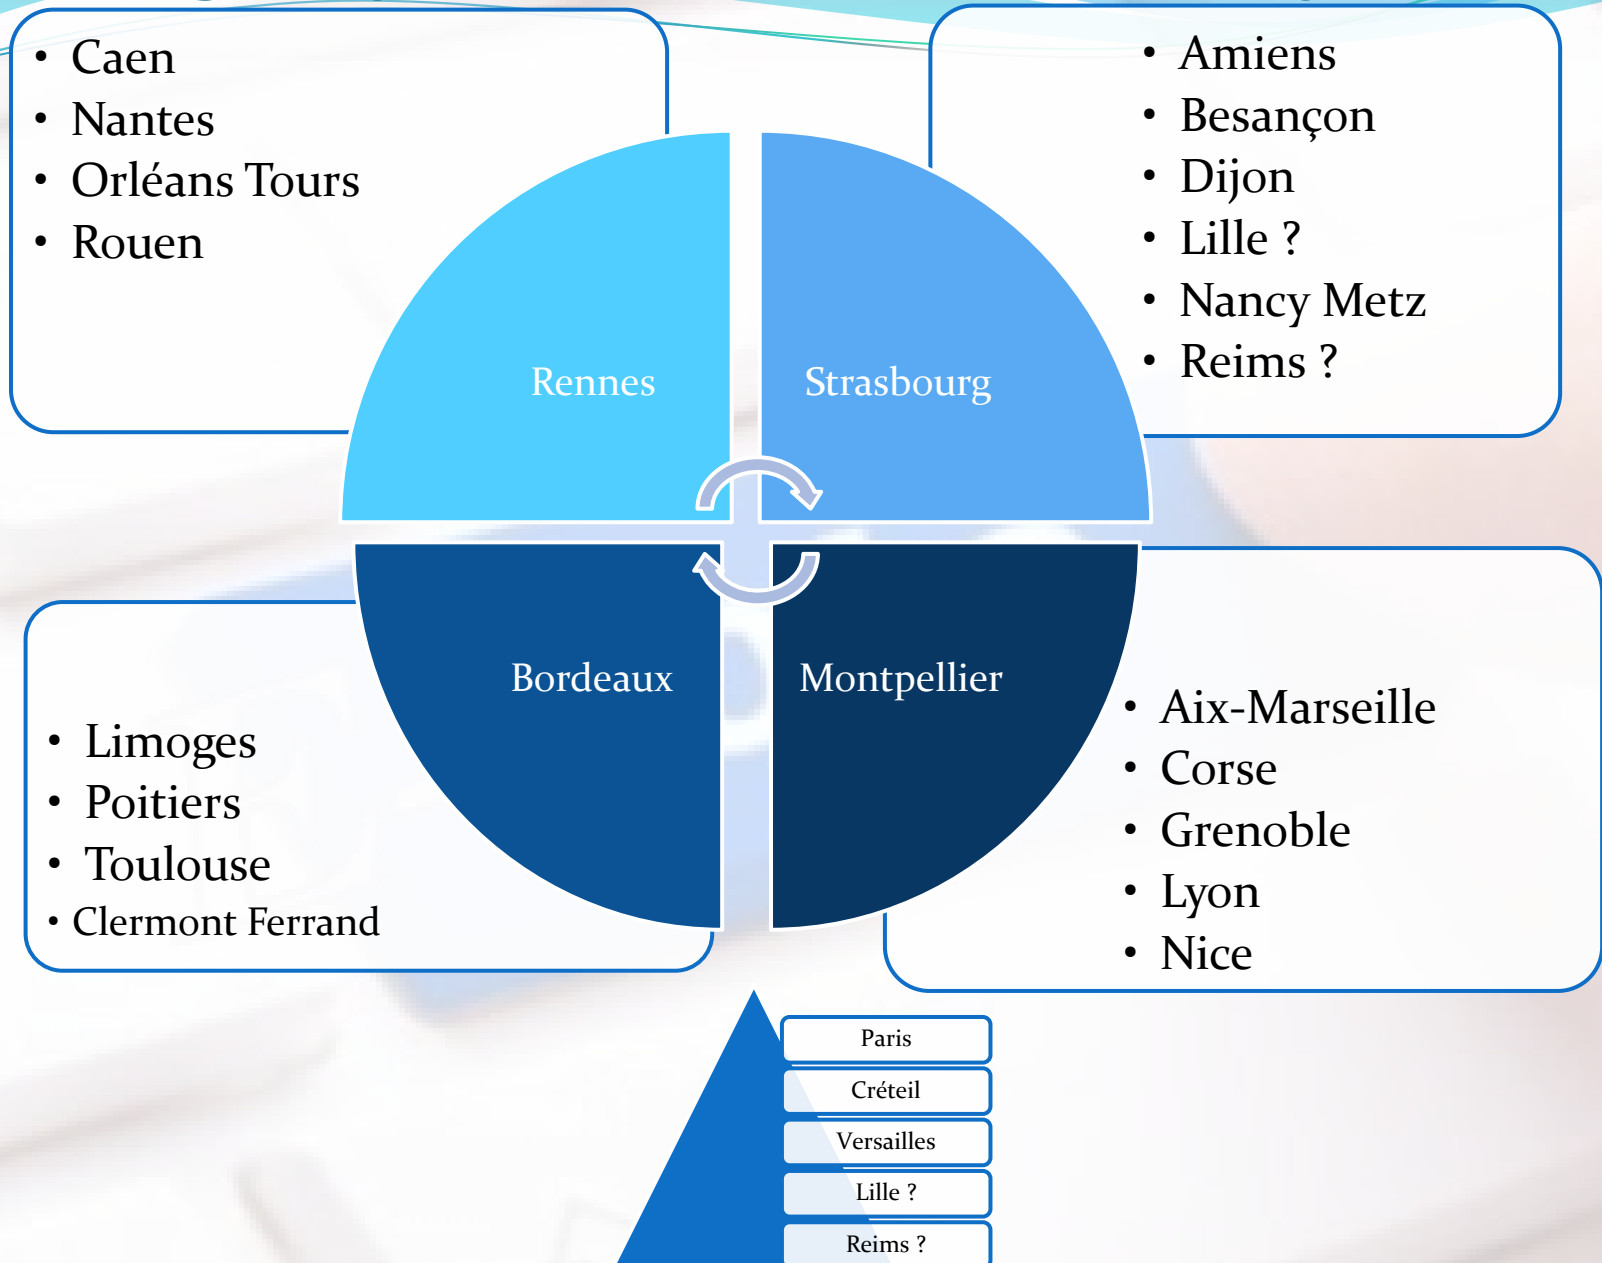 • Caen
• Nantes
• Orléans Tours
• Rouen
• Amiens
• Besançon
• Dijon
• Lille ?
• Nancy Metz
• Reims ?
Rennes
Strasbourg
Bordeaux
Montpellier
• Limoges
• Poitiers
• Toulouse
• Clermont Ferrand
• Aix-Marseille
• Corse
• Grenoble
• Lyon
• Nice
Paris
Créteil
Versailles
Lille ?
Reims ?